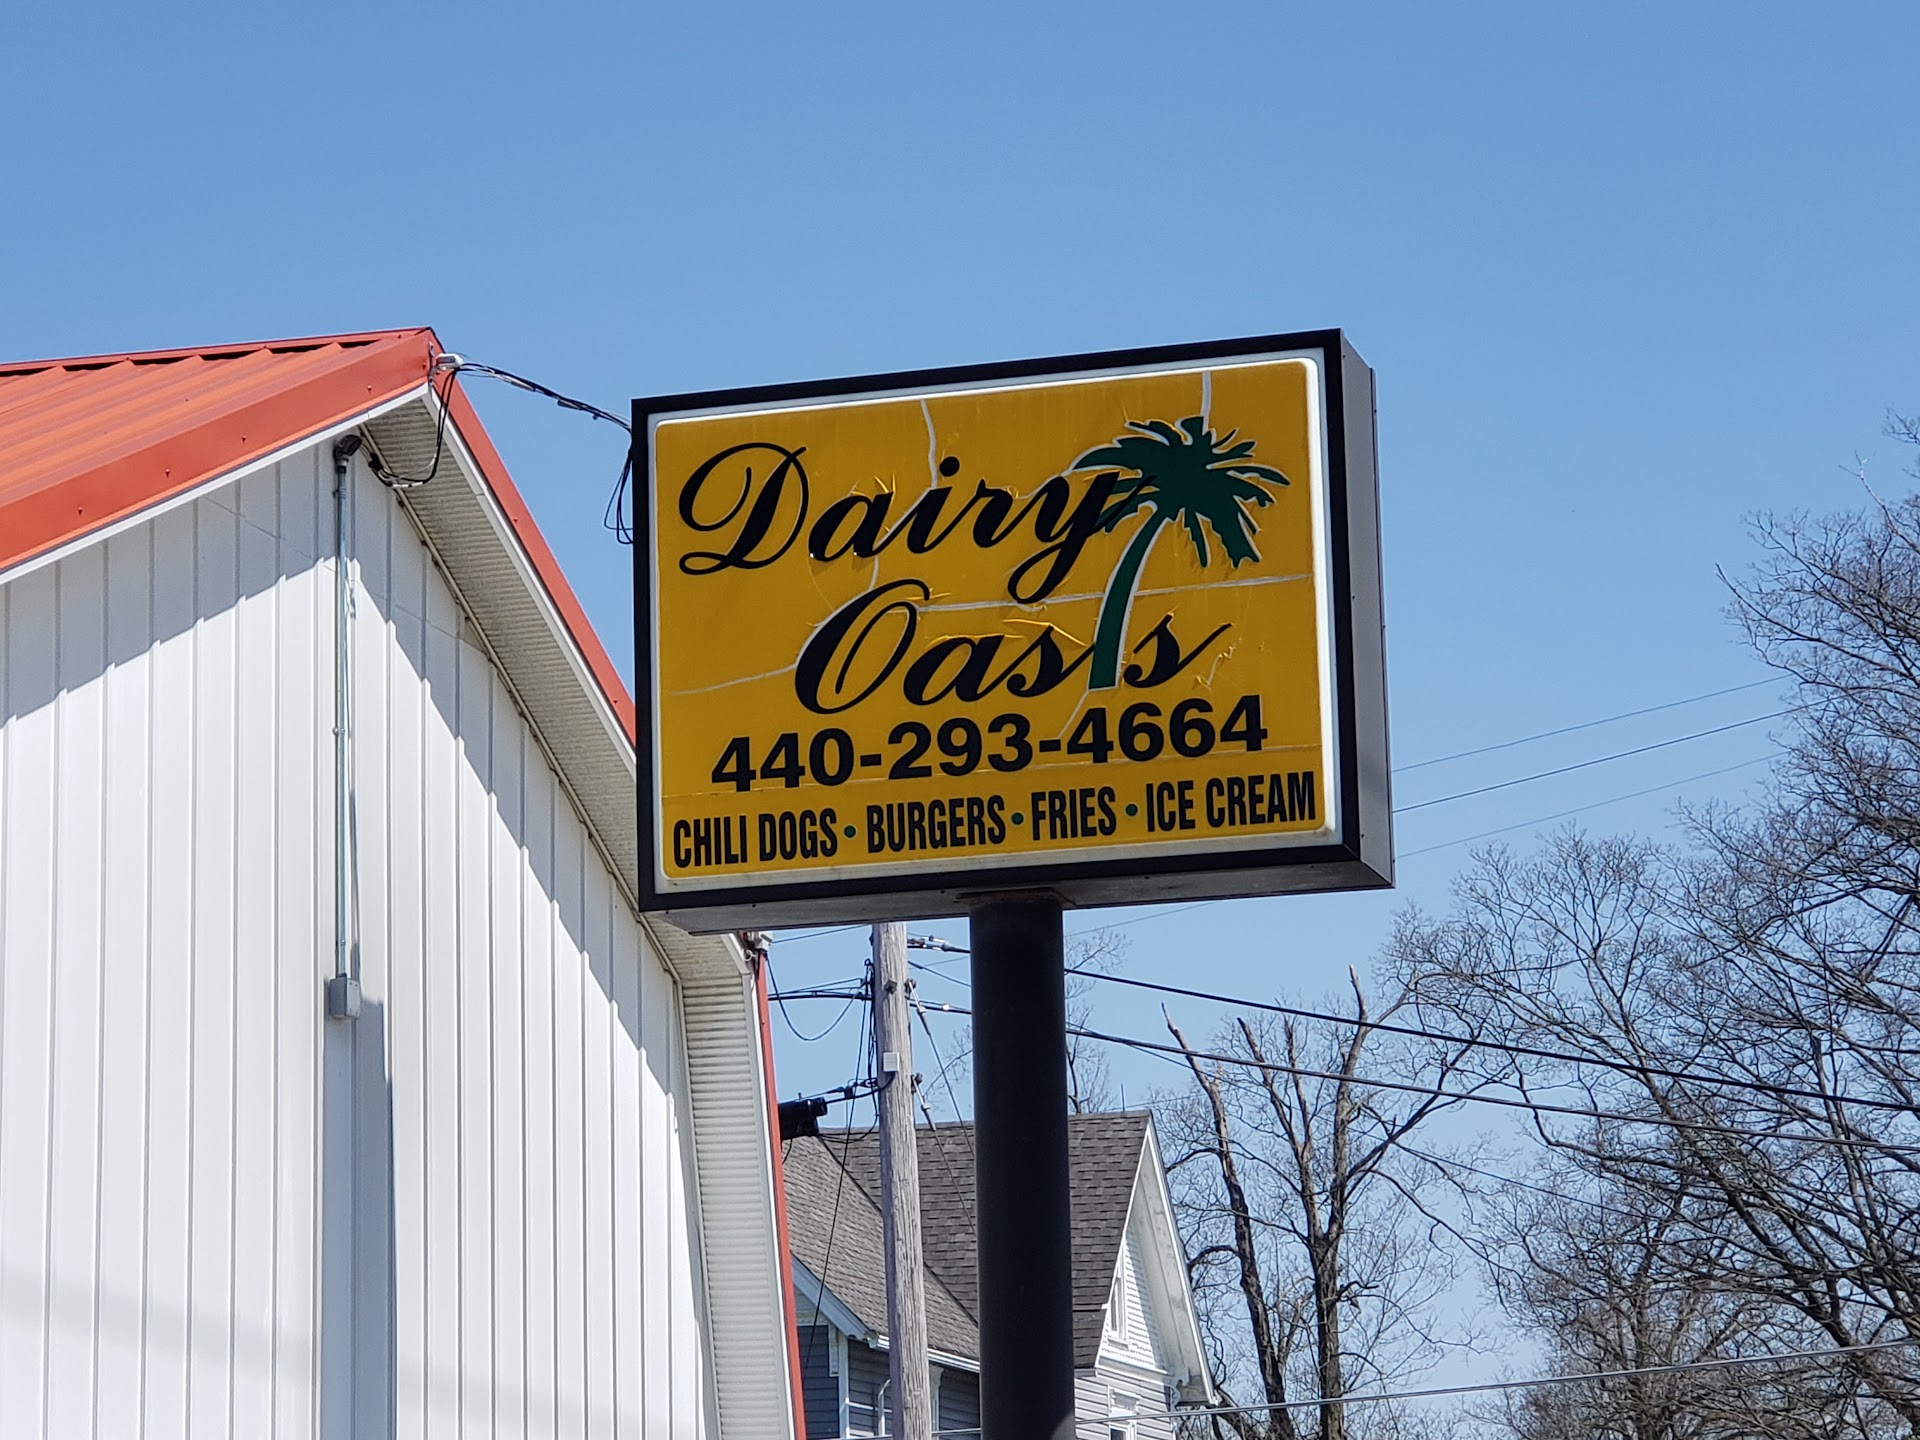 Dairy
Oasis
440-293-4664
CHILI DOGS • BURGERS • FRIES • ICE CREAM